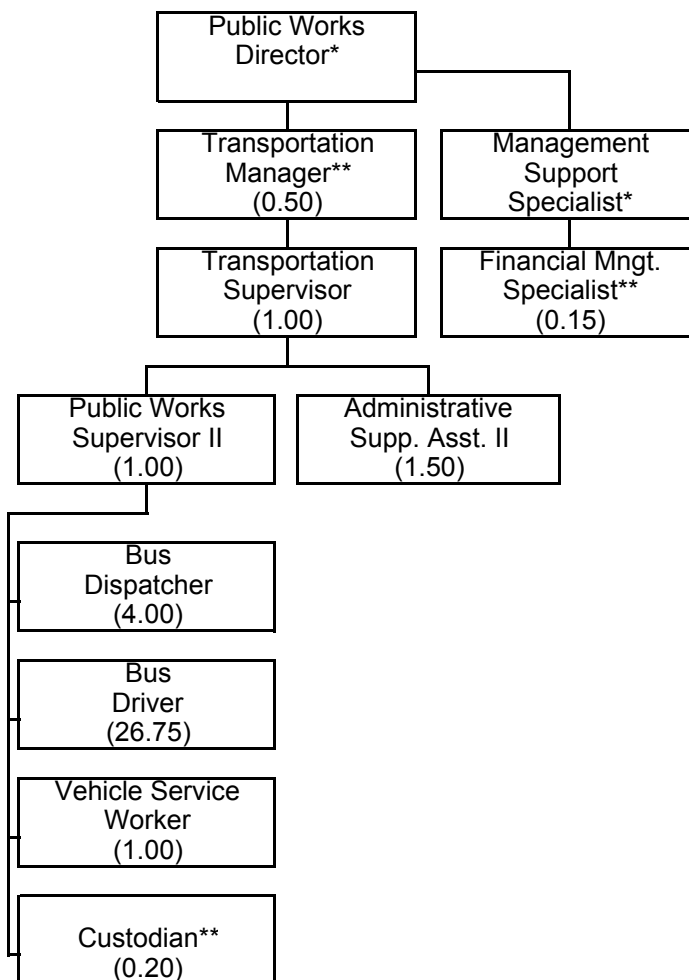 Public Works
Director*
Transportation
Manager**
(0.50)
Management
Support
Specialist*
Transportation
Supervisor
(1.00)
Financial Mngt.
Specialist**
(0.15)
Public Works
Supervisor II
(1.00)
Administrative
Supp. Asst. II
(1.50)
Bus
Dispatcher
(4.00)
Bus
Driver
(26.75)
Vehicle Service
Worker
(1.00)
Custodian**
(0.20)